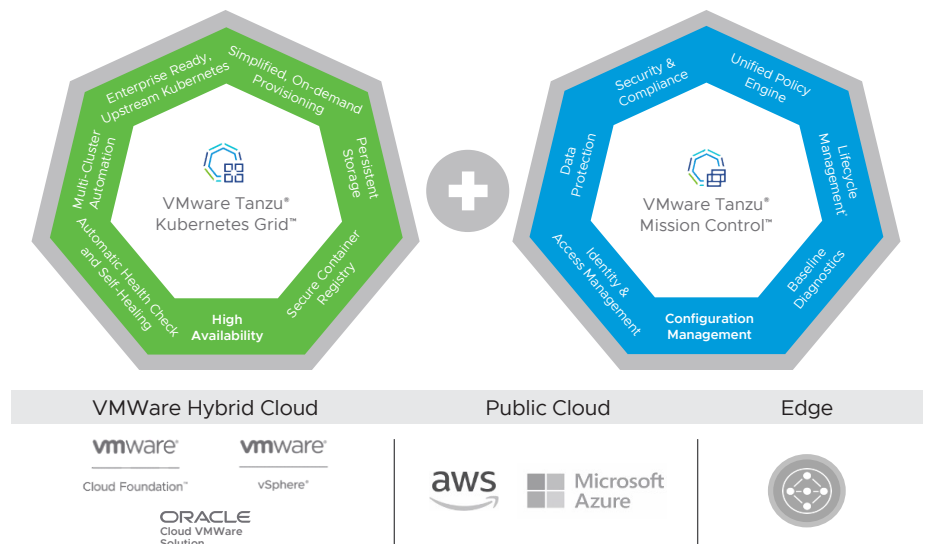 Enterprise Ready,
Upstream Kubernetes
Simplified, On-demand
Provisioning
Persistent
Storage
Secure Container
Registry
High
Availability
Automatic Health Check
and Self-Healing
Multi-Cluster
Automation
VMware Tanzu®
Kubernetes Grid™
Security &
Compliance
Unified Policy
Engine
Lifecycle
Management*
Baseline
Diagnostics
Configuration
Management
Identity &
Access Management
Data
Protection
VMware Tanzu®
Mission Control™
VMWare Hybrid Cloud
Public Cloud
Edge
vmware®
Cloud Foundation™
vmware®
vSphere®
ORACLE
Cloud VMWare
Solution
aws
Microsoft
Azure